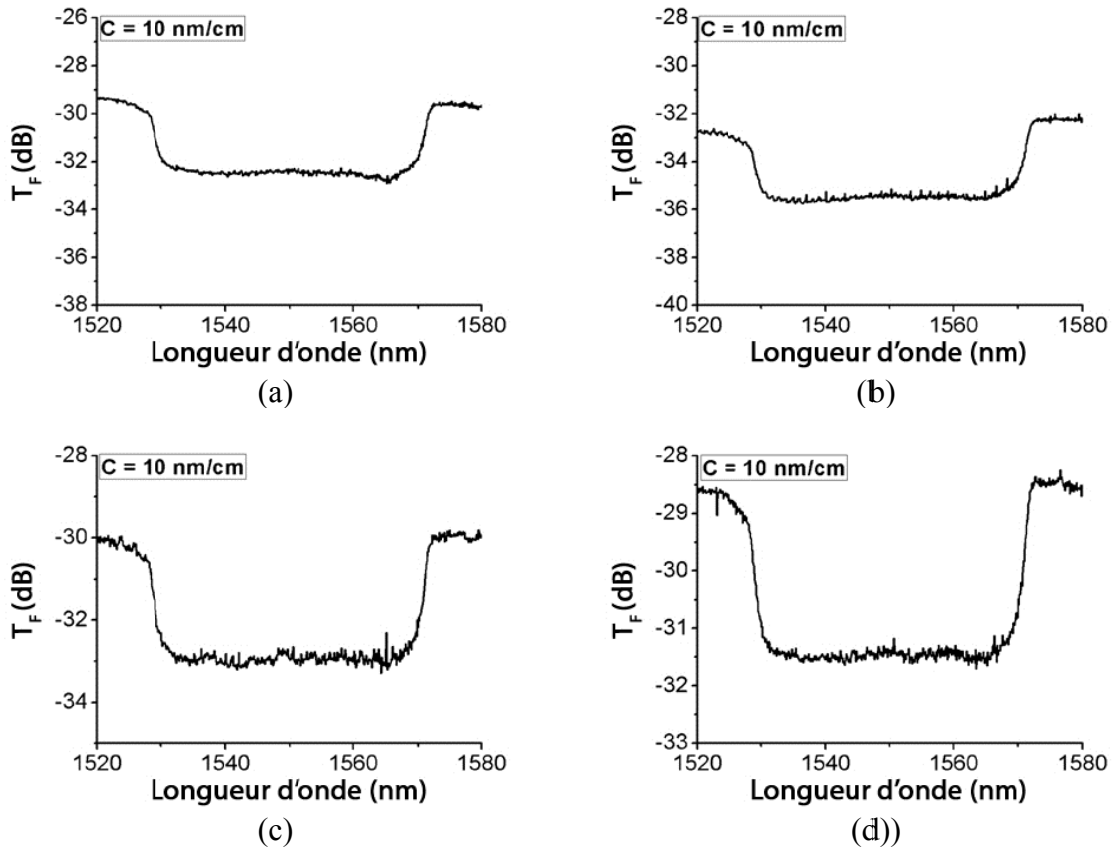 -26
C = 10 nm/cm
-28
-30
-32
-34
-36
-38
T_F (dB)
1520 1540 1560 1580
Longueur d'onde (nm)
(a)
-28
C = 10 nm/cm
-30
-32
-34
-36
-38
-40
T_F (dB)
1520 1540 1560 1580
Longueur d'onde (nm)
(b)
-28
C = 10 nm/cm
-30
-32
-34
T_F (dB)
1520 1540 1560 1580
Longueur d'onde (nm)
(c)
-28
C = 10 nm/cm
-29
-30
-31
-31
-33
T_F (dB)
1520 1540 1560 1580
Longueur d'onde (nm)
(d))